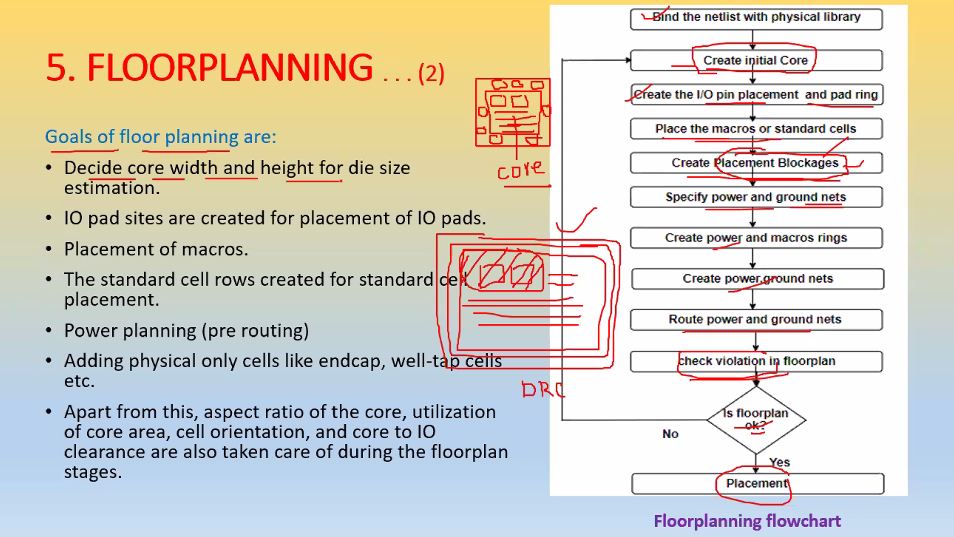 5. FLOORPLANNING . . . (2)
Goals of floor planning are:
• Decide core width and height for die size
estimation.
• IO pad sites are created for placement of IO pads.
• Placement of macros.
• The standard cell rows created for standard cell
placement.
• Power planning (pre routing)
• Adding physical only cells like endcap, well-tap cells
etc.
• Apart from this, aspect ratio of the core, utilization
of core area, cell orientation, and core to IO
clearance are also taken care of during the floorplan
stages.
core
DRC
Bind the netlist with physical library
Create initial Core
Create the I/O pin placement and pad ring
Place the macros or standard cells
Create Placement Blockages
Specify power and ground nets
Create power and macros rings
Create power ground nets
Route power and ground nets
check violation in floorplan
Is floorplan
ok?
No
Yes
Placement
Floorplanning flowchart